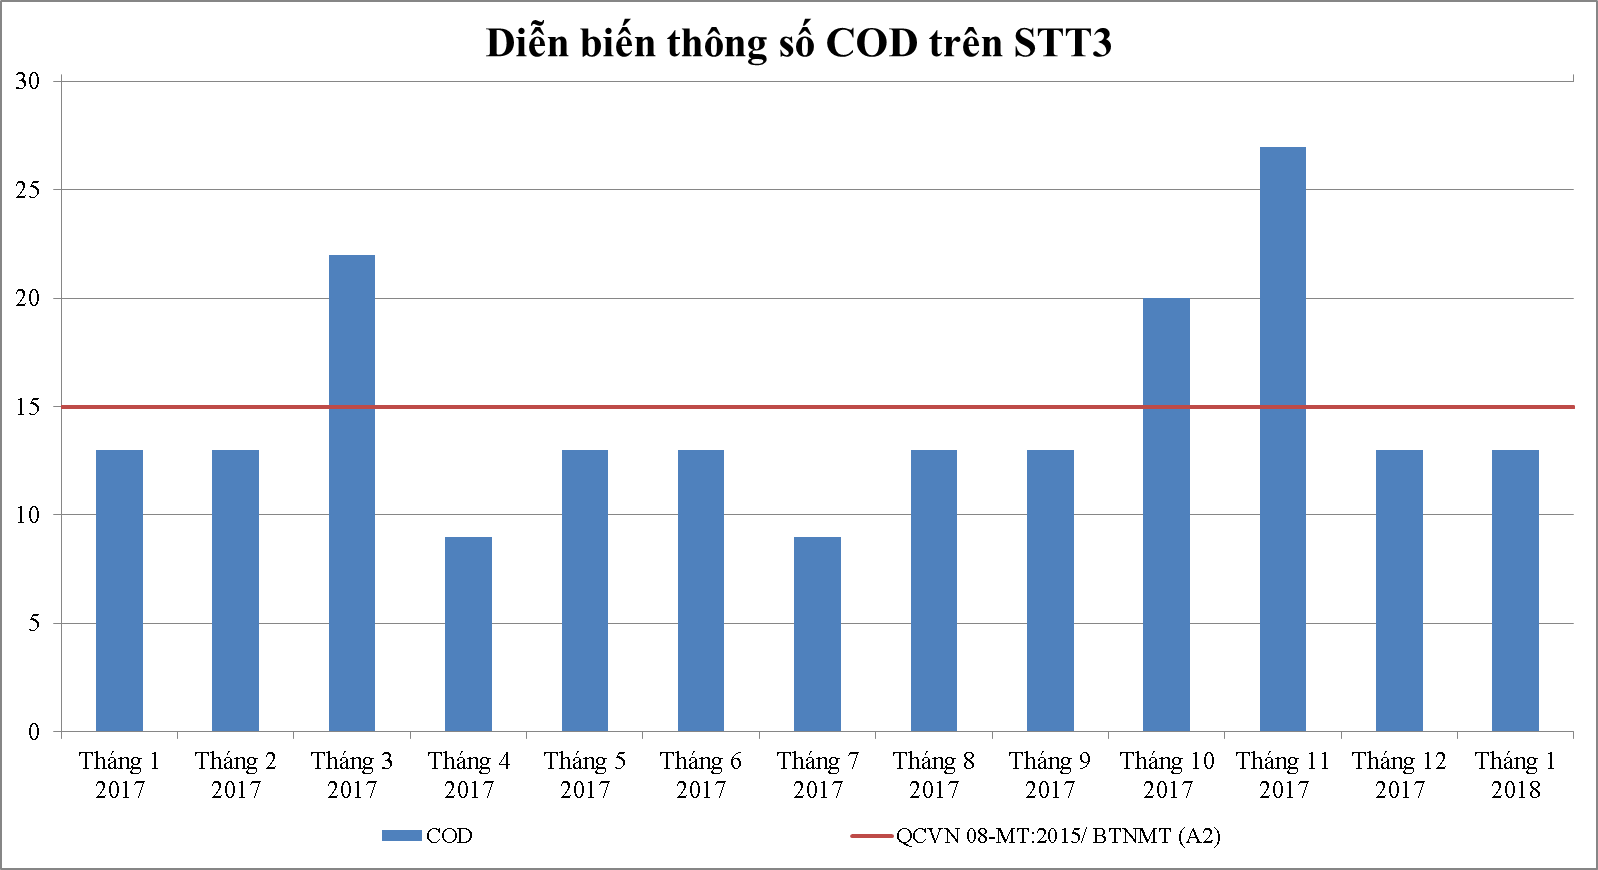 Diễn biến thông số COD trên STT3
30
25
20
15
10
5
0
Tháng 1 2017
Tháng 2 2017
Tháng 3 2017
Tháng 4 2017
Tháng 5 2017
Tháng 6 2017
Tháng 7 2017
Tháng 8 2017
Tháng 9 2017
Tháng 10 2017
Tháng 11 2017
Tháng 12 2017
Tháng 1 2018
COD
QCVN 08-MT:2015/ BTNMT (A2)